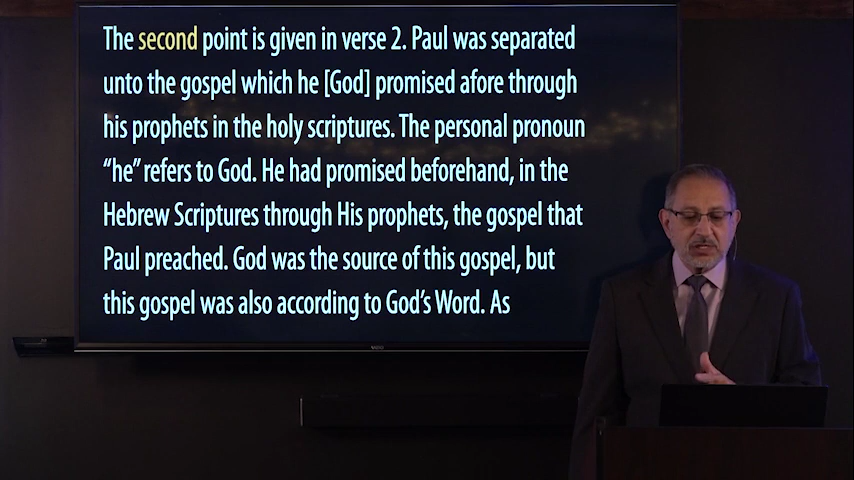 The second point is given in verse 2. Paul was separated
unto the gospel which he [God] promised afore through
his prophets in the holy scriptures. The personal pronoun
“he” refers to God. He had promised beforehand, in the
Hebrew Scriptures through His prophets, the gospel that
Paul preached. God was the source of this gospel, but
this gospel was also according to God’s Word. As